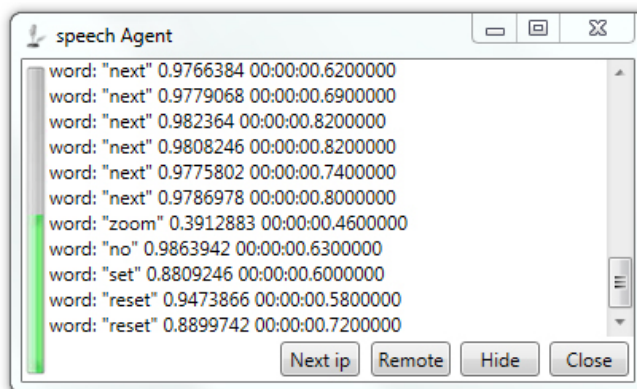 speech Agent
word: "next" 0.9766384 00:00:00.6200000
word: "next" 0.9779068 00:00:00.6900000
word: "next" 0.982364 00:00:00.8200000
word: "next" 0.9808246 00:00:00.8200000
word: "next" 0.9775802 00:00:00.7400000
word: "next" 0.9786978 00:00:00.8000000
word: "zoom" 0.3912883 00:00:00.4600000
word: "no" 0.9863942 00:00:00.6300000
word: "set" 0.8809246 00:00:00.6000000
word: "reset" 0.9473866 00:00:00.5800000
word: "reset" 0.8899742 00:00:00.7200000
Next ip Remote Hide Close